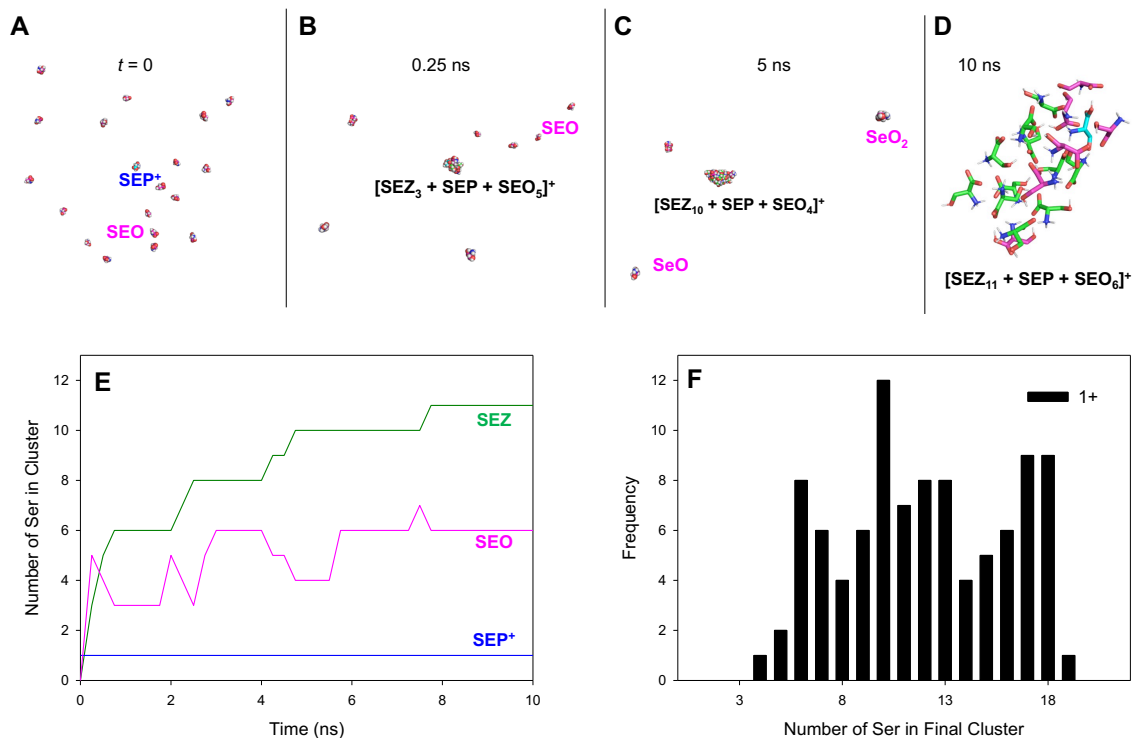 A
t = 0
SEP⁺
SEO
B
0.25 ns
SEO
[SEZ₃ + SEP + SEO₅]⁺
C
5 ns
SeO₂
[SEZ₁₀ + SEP + SEO₄]⁺
SeO
D
10 ns
[SEZ₁₁ + SEP + SEO₆]⁺
E
Number of Ser in Cluster
12
10
8
6
4
2
0
SEZ
SEO
SEP⁺
0 2 4 6 8 10
Time (ns)
F
1+
Frequency
12
10
8
6
4
2
0
3 8 13 18
Number of Ser in Final Cluster